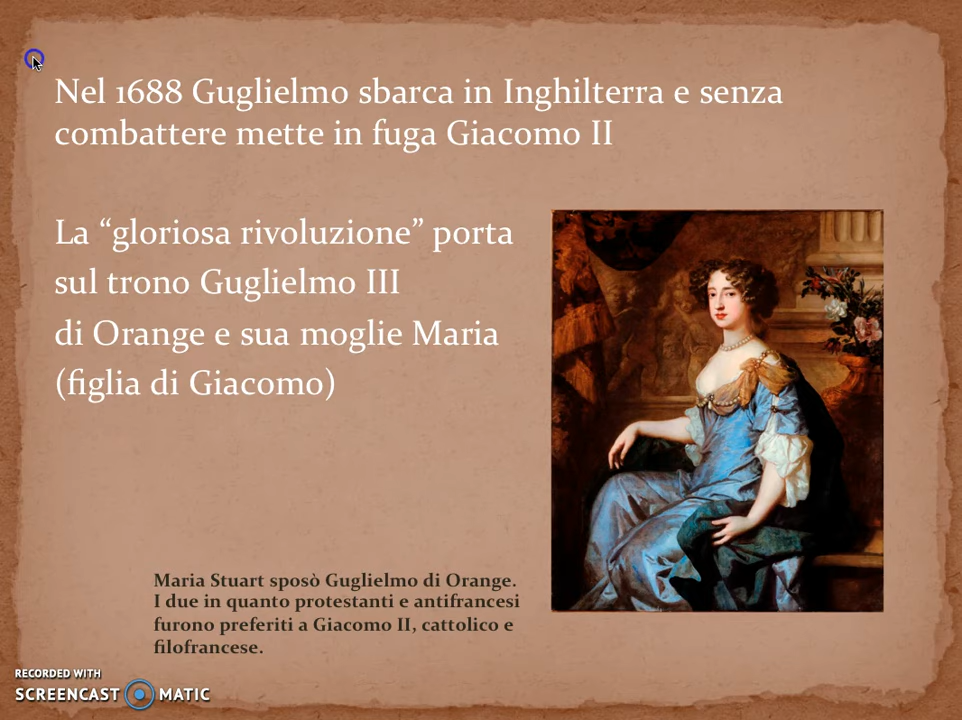 Nel 1688 Guglielmo sbarca in Inghilterra e senza
combattere mette in fuga Giacomo II
La “gloriosa rivoluzione” porta
sul trono Guglielmo III
di Orange e sua moglie Maria
(figlia di Giacomo)
Maria Stuart sposò Guglielmo di Orange.
I due in quanto protestanti e antifrancesi
furono preferiti a Giacomo II, cattolico e
filofrancese.
RECORDED WITH
SCREENCAST MATIC